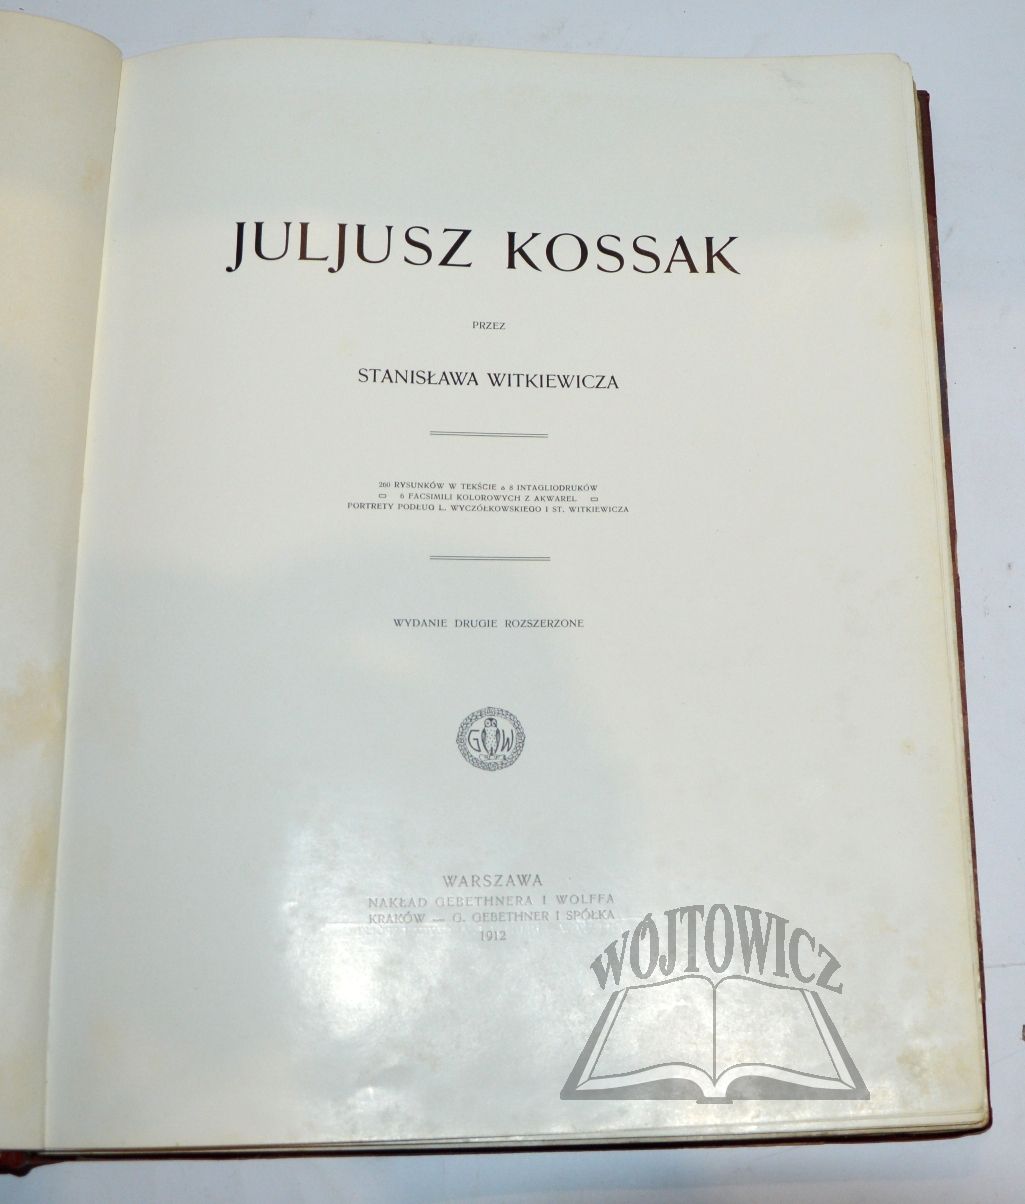 JULJUSZ KOSSAK
PRZEZ
STANISŁAWA WITKIEWICZA
260 RYSUNKÓW W TEKŚCIE 8 INTAGLIODRUKÓW
6 FACSIMILI KOLOROWYCH Z AKWAREL
PORTRETY PODŁUG L. WYCZÓŁKOWSKIEGO I ST. WITKIEWICZA
WYDANIE DRUGIE ROZSZERZONE
G W
WARSZAWA
NAKŁAD GEBETHNERA I WOLFFA
KRAKÓW — G. GEBETHNER I SPÓŁKA
1912
WÓJTOWICZ